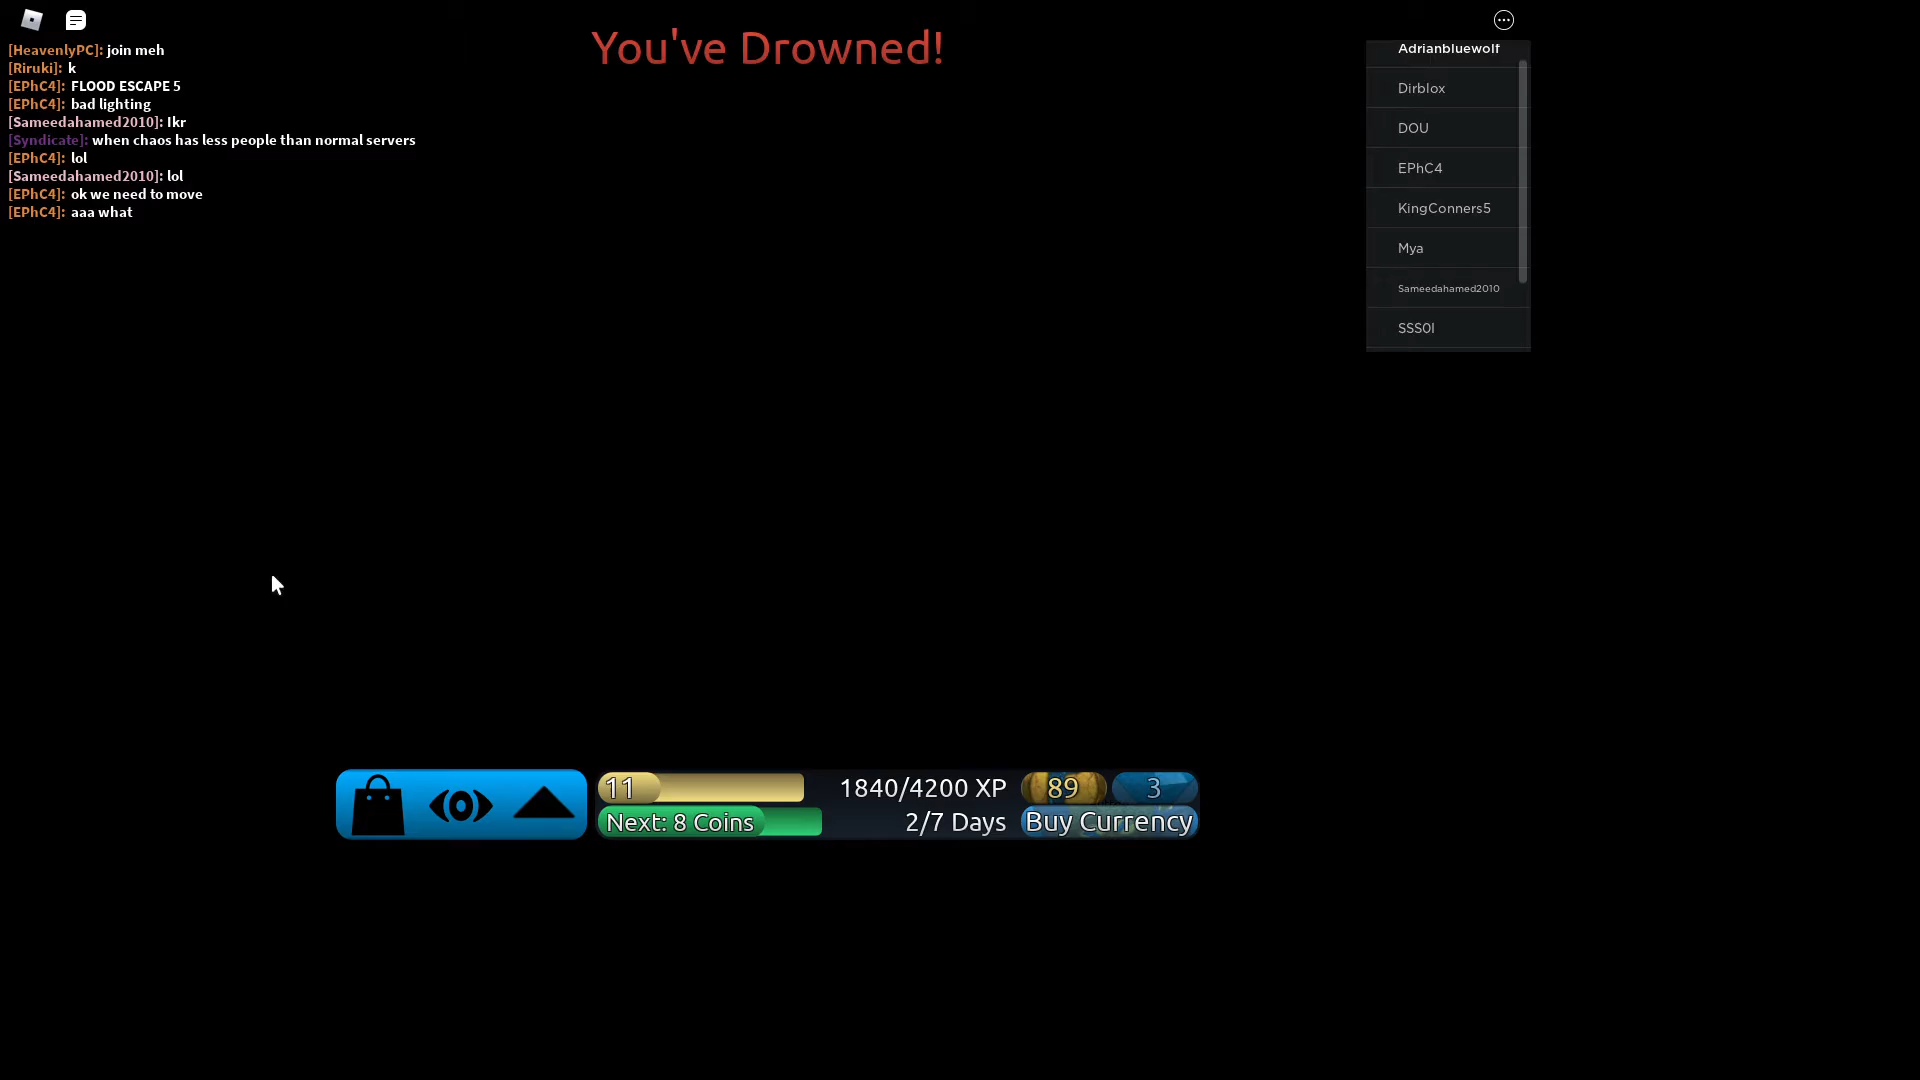 You've Drowned!
[HeavenlyPC]: join meh
[Riruki]: k
[EPhC4]: FLOOD ESCAPE 5
[EPhC4]: bad lighting
[Sameedahamed2010]: Ikr
[Syndicate]: when chaos has less people than normal servers
[EPhC4]: lol
[Sameedahamed2010]: lol
[EPhC4]: ok we need to move
[EPhC4]: aaa what
Adrianbluewolf
Dirblox
DOU
EPhC4
KingConners5
Mya
Sameedahamed2010
SSS0I
11 1840/4200 XP 89 3
Next: 8 Coins 2/7 Days Buy Currency